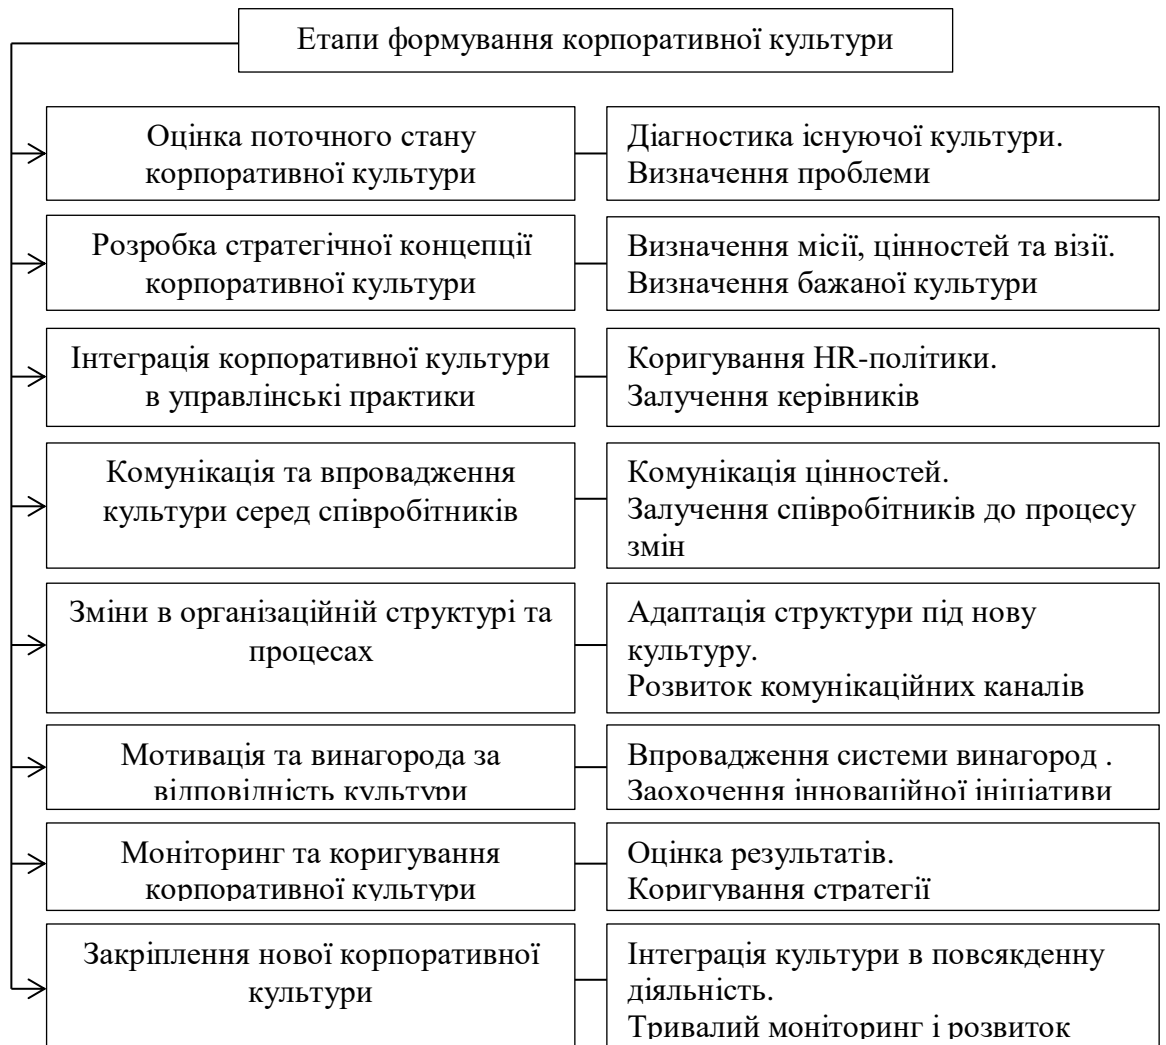 Етапи формування корпоративної культури
Оцінка поточного стану
корпоративної культури
Діагностика існуючої культури.
Визначення проблеми
Розробка стратегічної концепції
корпоративної культури
Визначення місії, цінностей та візії.
Визначення бажаної культури
Інтеграція корпоративної культури
в управлінські практики
Коригування HR-політики.
Залучення керівників
Комунікація та впровадження
культури серед співробітників
Комунікація цінностей.
Залучення співробітників до процесу
змін
Зміни в організаційній структурі та
процесах
Адаптація структури під нову
культуру.
Розвиток комунікаційних каналів
Мотивація та винагорода за
відповідність культури
Впровадження системи винагород .
Заохочення інноваційної ініціативи
Моніторинг та коригування
корпоративної культури
Оцінка результатів.
Коригування стратегії
Закріплення нової корпоративної
культури
Інтеграція культури в повсякденну
діяльність.
Тривалий моніторинг і розвиток